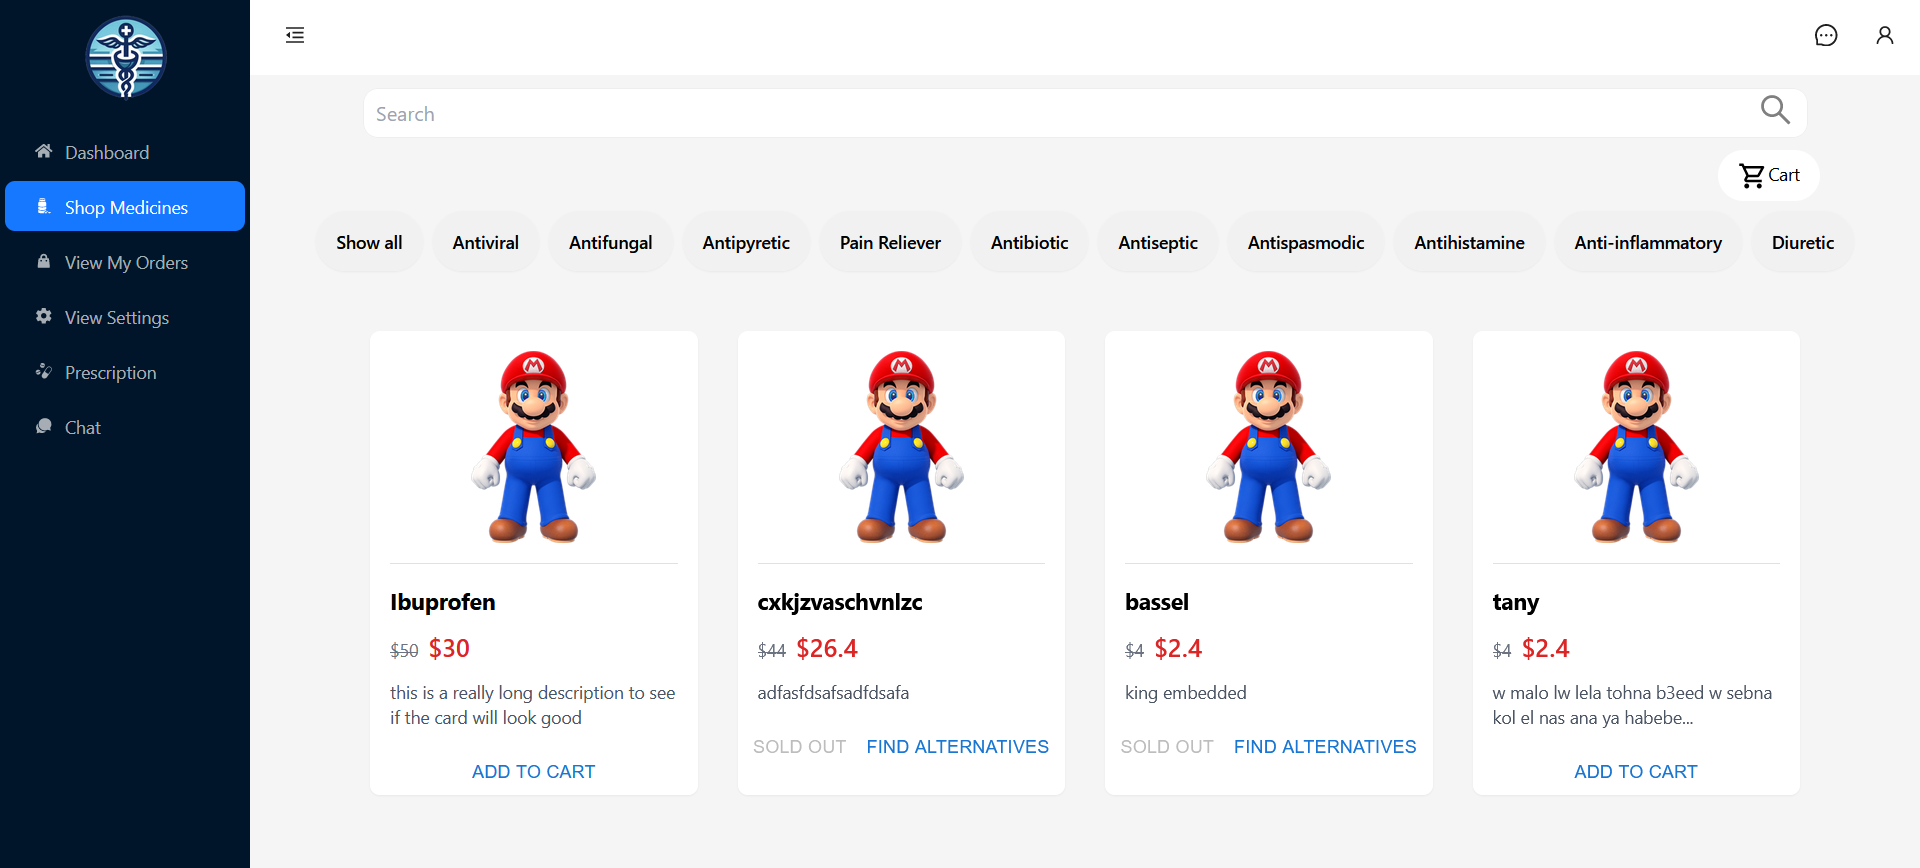 Dashboard
Shop Medicines
View My Orders
View Settings
Prescription
Chat
Search
Cart
Show all
Antiviral
Antifungal
Antipyretic
Pain Reliever
Antibiotic
Antiseptic
Antispasmodic
Antihistamine
Anti-inflammatory
Diuretic
M
Ibuprofen
$50 $30
this is a really long description to see
if the card will look good
ADD TO CART
M
cxkjzvaschvnlzc
$44 $26.4
adfasfdsafsadfdsafa
SOLD OUT FIND ALTERNATIVES
M
bassel
$4 $2.4
king embedded
SOLD OUT FIND ALTERNATIVES
M
tany
$4 $2.4
w malo lw lela tohna b3eed w sebna
kol el nas ana ya habebe...
ADD TO CART